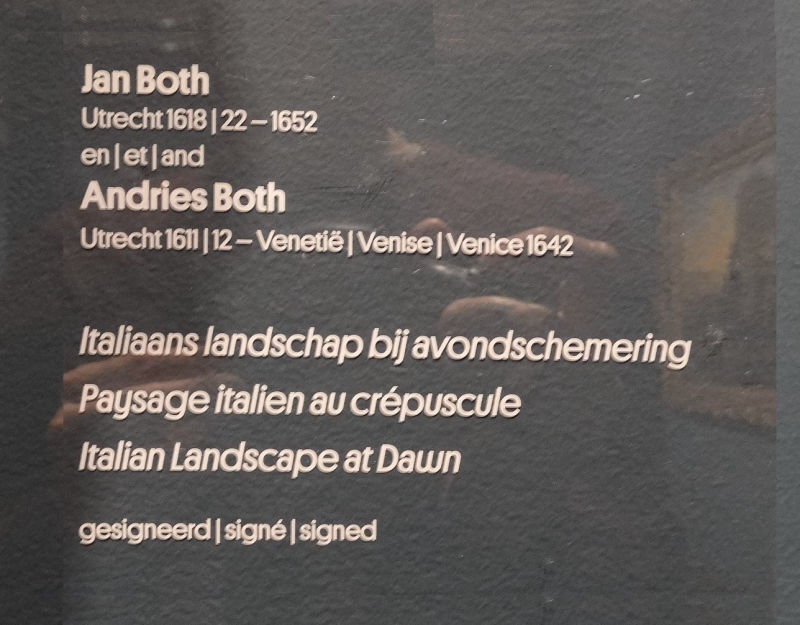 Jan Both
Utrecht 1618 | 22 – 1652
en | et | and
Andries Both
Utrecht 1611 | 12 – Venetië | Venise | Venice 1642
Italiaans landschap bij avondschemering
Paysage italien au crépuscule
Italian Landscape at Dawn
gesigneerd | signé | signed